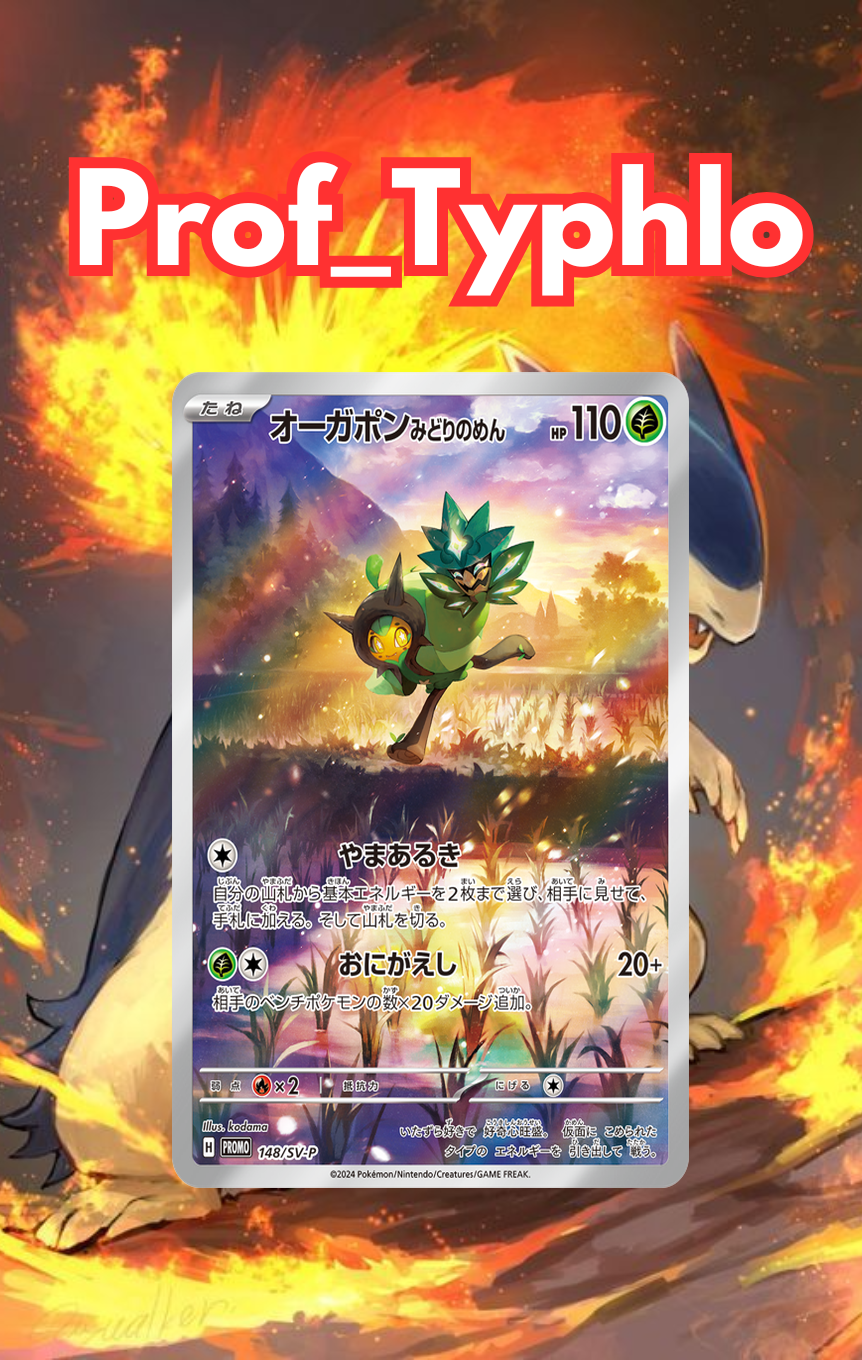 Prof_Typhlo
たね
オーガポンみどりのめん HP110
やまあるき
自分の山札から基本エネルギーを2枚まで選び、相手に見せて、
手札に加える。そして山札を切る。
おにがえし 20+
相手のベンチポケモンの数×20ダメージ追加。
弱点 ×2 抵抗力 にげる
Illus. kodama
いたずら好きで 好奇心旺盛。 仮面に こめられた
タイプの エネルギーを 引き出して 戦う。
H PROMO 148/SV-P
©2024 Pokémon/Nintendo/Creatures/GAME FREAK.